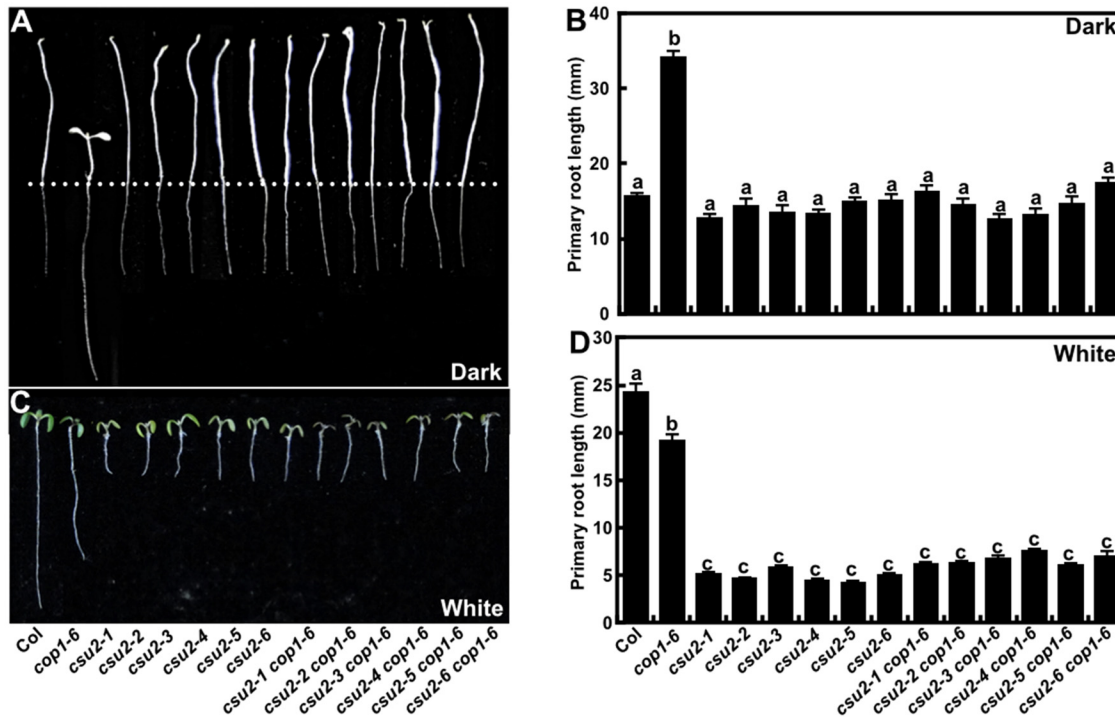 A
Dark
C
White
Col
cop1-6
csu2-1
csu2-2
csu2-3
csu2-4
csu2-5
csu2-6
csu2-1 cop1-6
csu2-2 cop1-6
csu2-3 cop1-6
csu2-4 cop1-6
csu2-5 cop1-6
csu2-6 cop1-6
B
Dark
Primary root length (mm)
40
30
20
10
0
a
b
a
a
a
a
a
a
a
a
a
a
a
a
D
White
Primary root length (mm)
30
25
20
15
10
5
0
a
b
c
c
c
c
c
c
c
c
c
c
c
c
Col
cop1-6
csu2-1
csu2-2
csu2-3
csu2-4
csu2-5
csu2-6
csu2-1 cop1-6
csu2-2 cop1-6
csu2-3 cop1-6
csu2-4 cop1-6
csu2-5 cop1-6
csu2-6 cop1-6